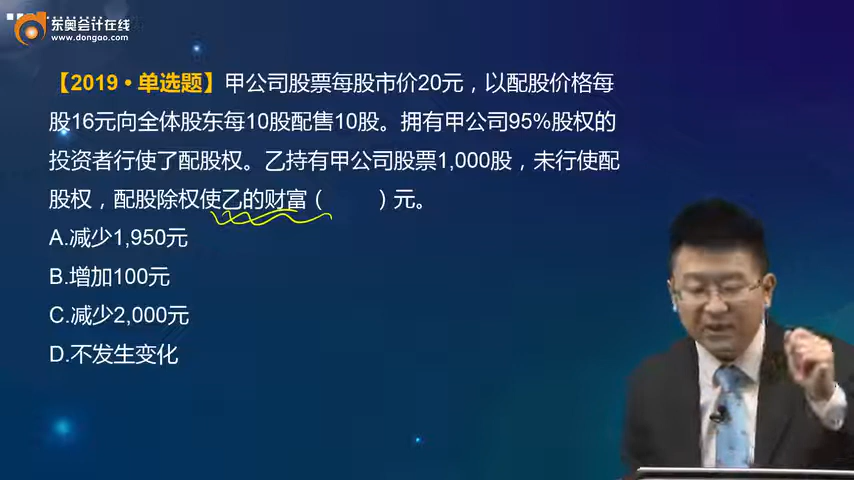 东奥会计在线
www.dongao.com
【2019•单选题】甲公司股票每股市价20元，以配股价格每
股16元向全体股东每10股配售10股。拥有甲公司95%股权的
投资者行使了配股权。乙持有甲公司股票1,000股，未行使配
股权，配股除权使乙的财富（　　）元。
A.减少1,950元
B.增加100元
C.减少2,000元
D.不发生变化